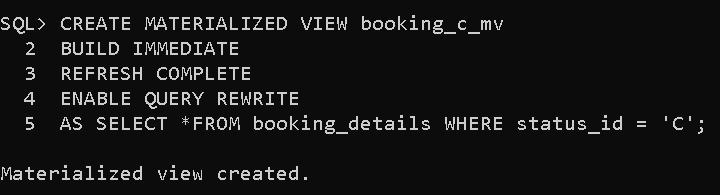 SQL> CREATE MATERIALIZED VIEW booking_c_mv
  2  BUILD IMMEDIATE
  3  REFRESH COMPLETE
  4  ENABLE QUERY REWRITE
  5  AS SELECT *FROM booking_details WHERE status_id = 'C';
Materialized view created.